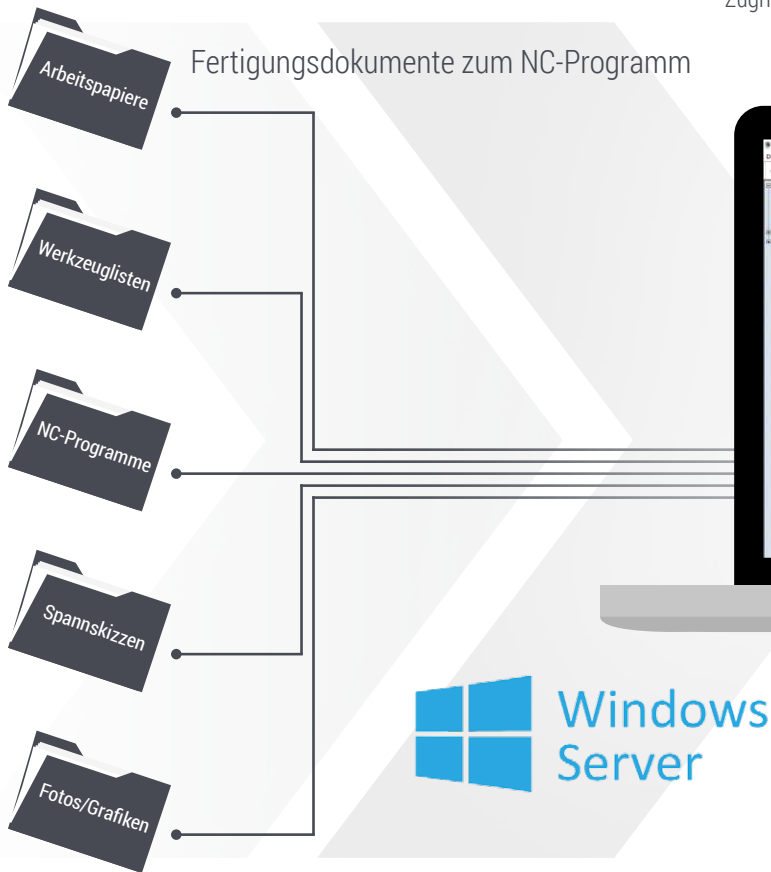 Fertigungsdokumente zum NC-Programm
Arbeitspapiere
Werkzeuglisten
NC-Programme
Spannskizzen
Fotos/Grafiken
Windows
Server